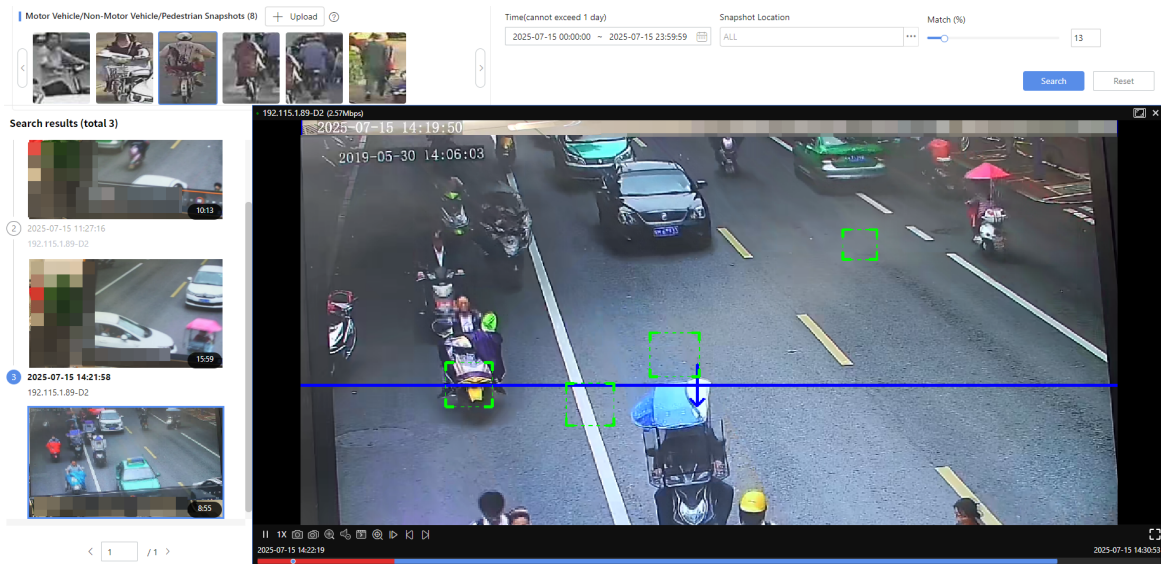 Motor Vehicle/Non-Motor Vehicle/Pedestrian Snapshots (8)
Upload
Time(cannot exceed 1 day)
2025-07-15 00:00:00 ~ 2025-07-15 23:59:59
Snapshot Location
ALL
Match (%)
13
Search
Reset
Search results (total 3)
10:13
2
2025-07-15 11:27:16
192.115.1.89-D2
15:59
3
2025-07-15 14:21:58
192.115.1.89-D2
8:55
1
/ 1
192.115.1.89-D2 (2.57Mbps)
2025-07-15 14:19:50
2019-05-30 14:06:03
1X
2025-07-15 14:22:19
2025-07-15 14:30:53